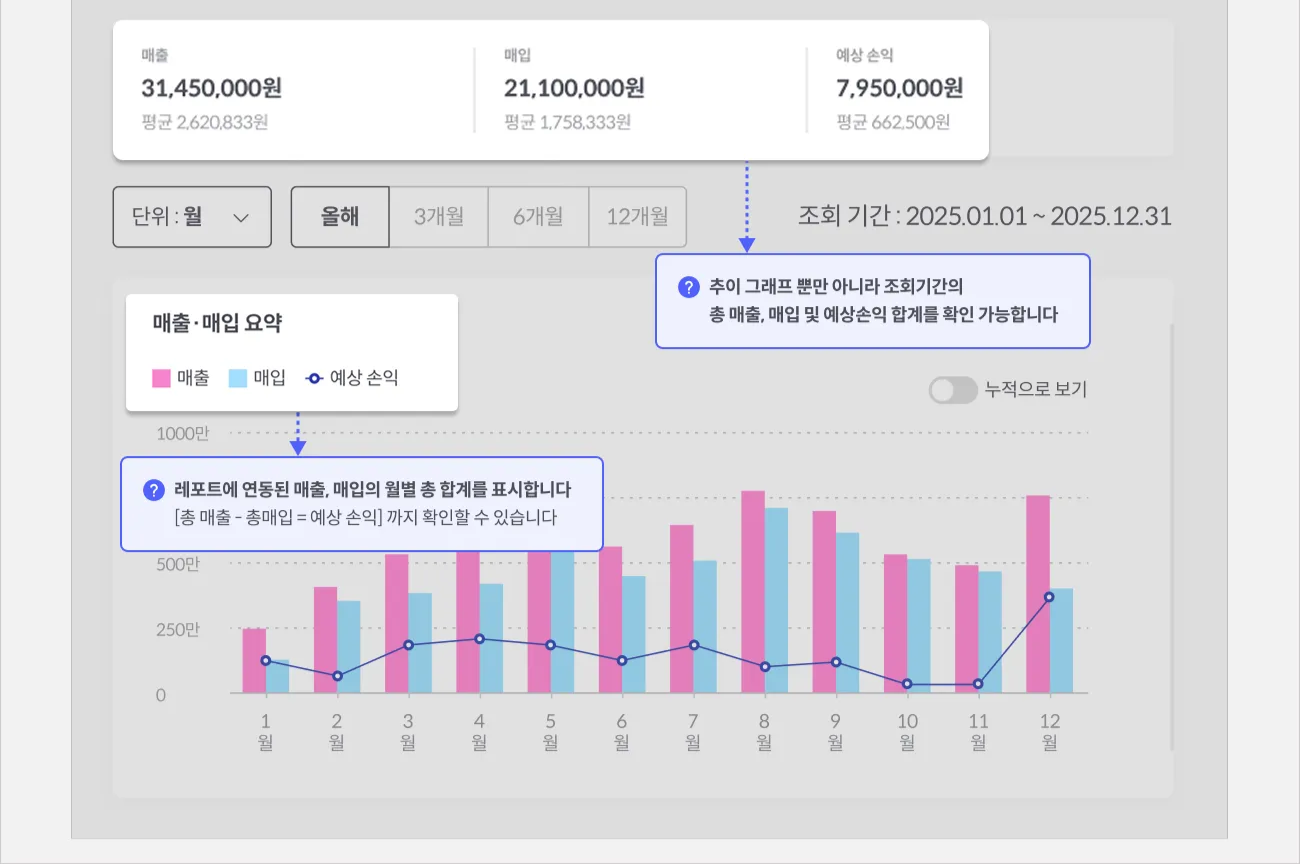 매출 매입 예상 손익
31,450,000원 21,100,000원 7,950,000원
평균 2,620,833원 평균 1,758,333원 평균 662,500원
단위 : 월 올해 3개월 6개월 12개월 조회 기간 : 2025.01.01 ~ 2025.12.31
? 추이 그래프 뿐만 아니라 조회기간의
총 매출, 매입 및 예상손익 합계를 확인 가능합니다
매출·매입 요약
매출 매입 예상 손익
누적으로 보기
1000만
? 레포트에 연동된 매출, 매입의 월별 총 합계를 표시합니다
[총 매출 - 총매입 = 예상 손익] 까지 확인할 수 있습니다
500만
250만
0
1 2 3 4 5 6 7 8 9 10 11 12
월 월 월 월 월 월 월 월 월 월 월 월